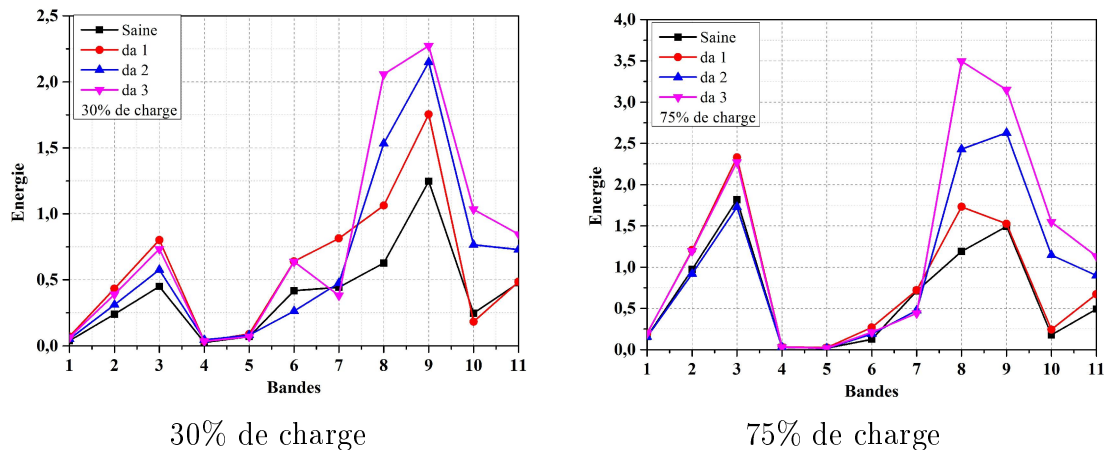 2,5
2,0
1,5
1,0
0,5
0,0
Energie
Saine
da 1
da 2
da 3
30% de charge
1 2 3 4 5 6 7 8 9 10 11
Bandes
30% de charge
4,0
3,5
3,0
2,5
2,0
1,5
1,0
0,5
0,0
Energie
Saine
da 1
da 2
da 3
75% de charge
1 2 3 4 5 6 7 8 9 10 11
Bandes
75% de charge